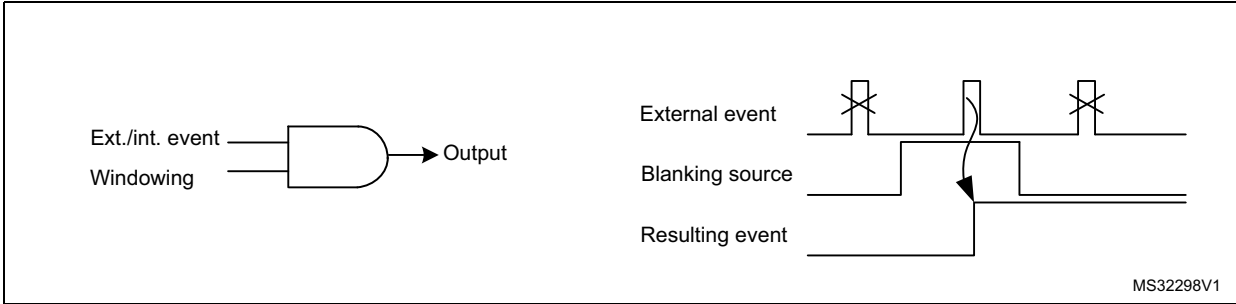 Ext./int. event
Windowing
Output
External event
Blanking source
Resulting event
MS32298V1